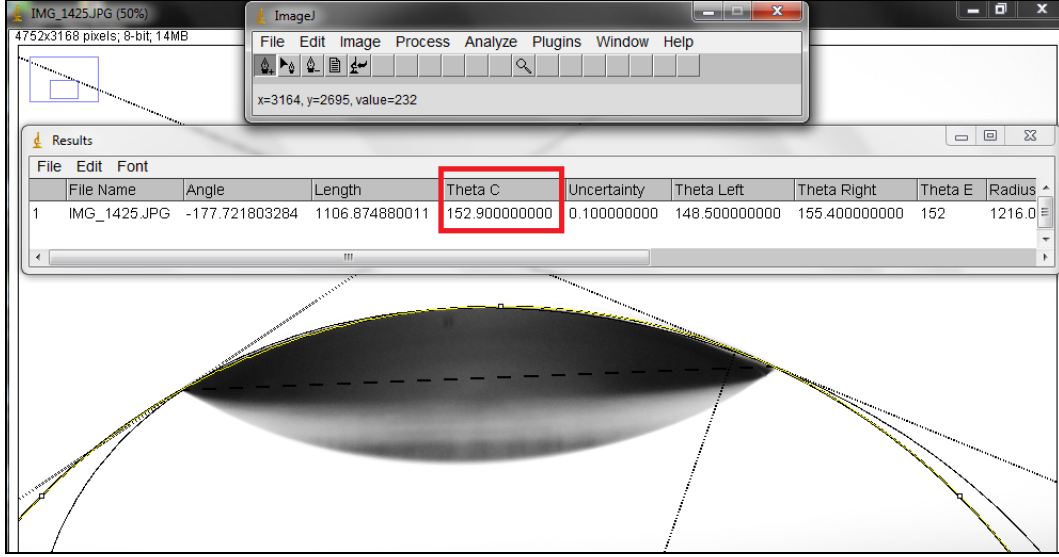 IMG_1425.JPG (50%)
4752x3168 pixels; 8-bit; 14MB
ImageJ
File Edit Image Process Analyze Plugins Window Help
x=3164, y=2695, value=232
Results
File Edit Font
File Name Angle Length Theta C Uncertainty Theta Left Theta Right Theta E Radius
1 IMG_1425.JPG -177.721803284 1106.874880011 152.900000000 0.100000000 148.500000000 155.400000000 152 1216.0